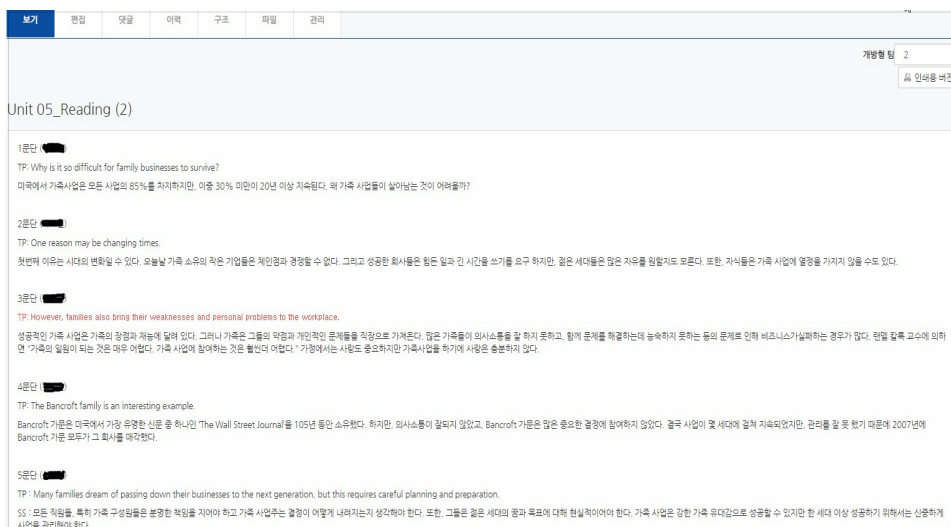 보기 편집 댓글 이력 구조 파일 관리
개방형 팀 2
인쇄용 버전
Unit 05_Reading (2)
1문단 ( )
TP: Why is it so difficult for family businesses to survive?
미국에서 가족사업은 모든 사업의 85%를 차지하지만, 이중 30% 미만이 20년 이상 지속된다. 왜 가족 사업들이 살아남는 것이 어려울까?
2문단 ( )
TP: One reason may be changing times.
첫번째 이유는 시대의 변화일 수 있다. 오늘날 가족 소유의 작은 기업들은 체인점과 경쟁할 수 없다. 그리고 성공한 회사들은 힘든 일과 긴 시간을 쓰기를 요구 하지만, 젊은 세대들은 많은 자유를 원할지도 모른다. 또한, 자식들은 가족 사업에 열정을 가지지 않을 수도 있다.
3문단 ( )
TP: However, families also bring their weaknesses and personal problems to the workplace.
성공적인 가족 사업은 가족의 장점과 재능에 달려 있다. 그러나 가족은 그들의 약점과 개인적인 문제들을 직장으로 가져온다. 많은 가족들이 의사소통을 잘 하지 못하고, 함께 문제를 해결하는데 능숙하지 못하는 등의 문제로 인해 비즈니스가실패하는 경우가 많다. 랜델 칼록 교수에 의하
면 "가족의 일원이 되는 것은 매우 어렵다. 가족 사업에 참여하는 것은 훨씬더 어렵다." 가정에서는 사랑도 중요하지만 가족사업을 하기에 사랑은 충분하지 않다.
4문단 ( )
TP: The Bancroft family is an interesting example.
Bancroft 가문은 미국에서 가장 유명한 신문 중 하나인 'The Wall Street Journal'을 105년 동안 소유했다. 하지만, 의사소통이 잘되지 않았고, Bancroft 가문은 많은 중요한 결정에 참여하지 않았다. 결국 사업이 몇 세대에 걸쳐 지속되었지만, 관리를 잘 못 했기 때문에 2007년에
Bancroft 가문 모두가 그 회사를 매각했다.
5문단 ( )
TP : Many families dream of passing down their businesses to the next generation, but this requires careful planning and preparation.
SS : 모든 직원들, 특히 가족 구성원들은 분명한 책임을 지어야 하고 가족 사업주는 결정이 어떻게 내려지는지 생각해야 한다. 또한, 그들은 젊은 세대의 꿈과 목표에 대해 현실적이어야 한다. 가족 사업은 강한 가족 유대감으로 성공할 수 있지만 한 세대 이상 성공하기 위해서는 신중하게
사업을 관리해야 한다.